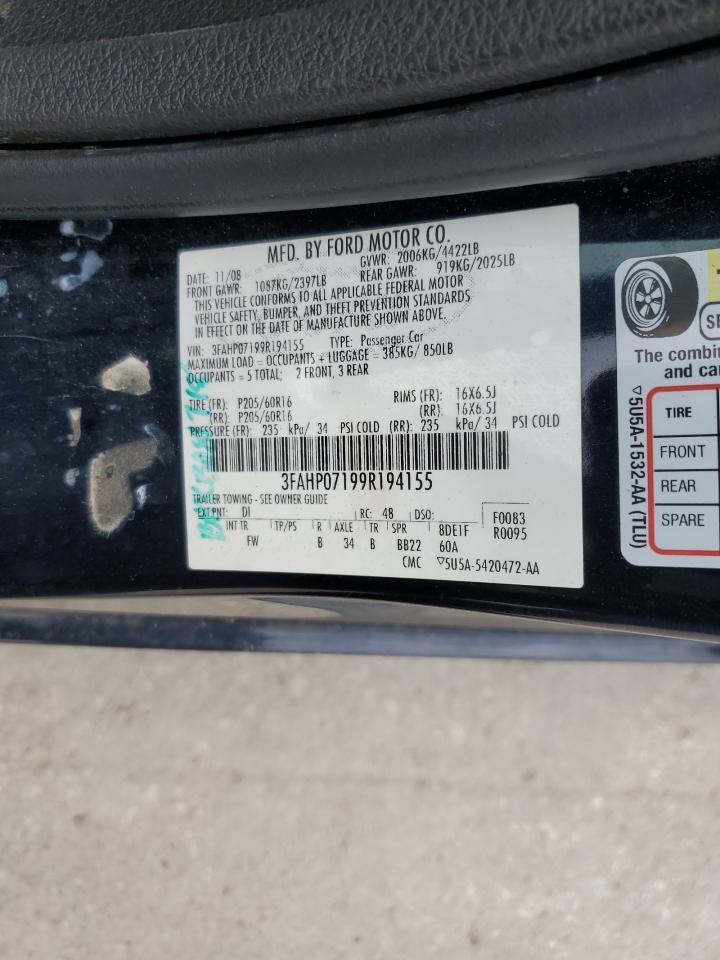 MFD. BY FORD MOTOR CO.
DATE: 11/08 GVWR: 2006KG/4422LB
FRONT GAWR: 1087KG/2397LB REAR GAWR: 919KG/2025LB
THIS VEHICLE CONFORMS TO ALL APPLICABLE FEDERAL MOTOR
VEHICLE SAFETY, BUMPER, AND THEFT PREVENTION STANDARDS
IN EFFECT ON THE DATE OF MANUFACTURE SHOWN ABOVE.
VIN: 3FAHP07199R194155 TYPE: Passenger Car
MAXIMUM LOAD = OCCUPANTS + LUGGAGE = 385KG/ 850LB
OCCUPANTS = 5 TOTAL; 2 FRONT, 3 REAR
TIRE (FR): P205/60R16 RIMS (FR): 16X6.5J
(RR): P205/60R16 (RR): 16X6.5J
PRESSURE (FR): 235 kPa/ 34 PSI COLD (RR): 235 kPa/ 34 PSI COLD
3FAHP07199R194155
TRAILER TOWING - SEE OWNER GUIDE
EXT PNT: DI RC: 48 DSO: F0083
INT TR TP/PS R AXLE TR SPR 8DE1F R0095
FW B 34 B BB22 60A
CMC ▽5U5A-5420472-AA
SE
The combin
and car
TIRE
FRONT
REAR
SPARE
▽5U5A-1532-AA (TLU)